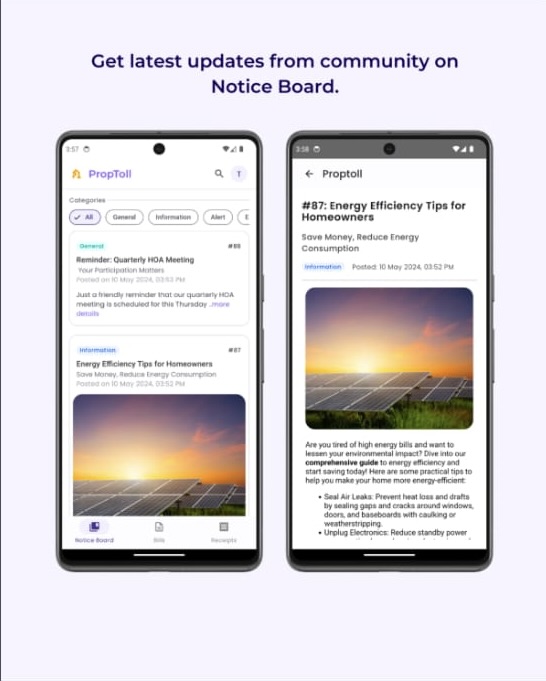 Get latest updates from community on
Notice Board.
3:57
PropToll
T
Categories
All
General
Information
Alert
E
General
#88
Reminder: Quarterly HOA Meeting
Your Participation Matters
Posted on 10 May 2024, 03:53 PM
Just a friendly reminder that our quarterly HOA
meeting is scheduled for this Thursday ..more
details
Information
#87
Energy Efficiency Tips for Homeowners
Save Money, Reduce Energy Consumption
Posted on 10 May 2024, 03:52 PM
Notice Board
Bills
Receipts
3:58
Proptoll
#87: Energy Efficiency Tips for
Homeowners
Save Money, Reduce Energy
Consumption
Information
Posted: 10 May 2024, 03:52 PM
Are you tired of high energy bills and want to
lessen your environmental impact? Dive into our
comprehensive guide to energy efficiency and
start saving today! Here are some practical tips to
help you make your home more energy-efficient:
• Seal Air Leaks: Prevent heat loss and drafts
by sealing gaps and cracks around windows,
doors, and baseboards with caulking or
weatherstripping.
• Unplug Electronics: Reduce standby power